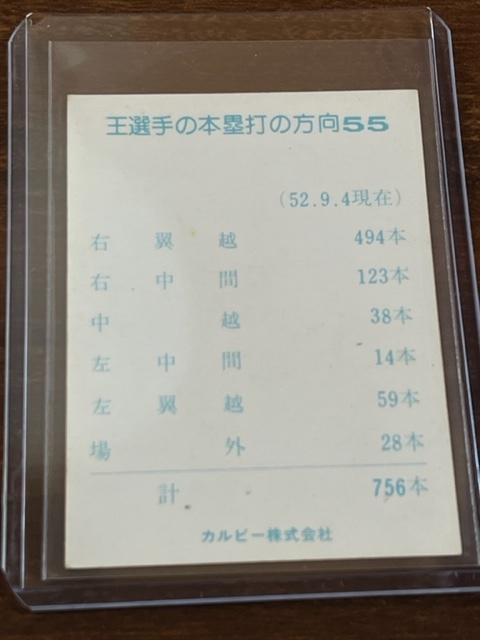 王選手の本塁打の方向55
(52.9.4現在)
右翼越 494本
右中間 123本
中越 38本
左中間 14本
左翼越 59本
場外 28本
計 756本
カルビー株式会社